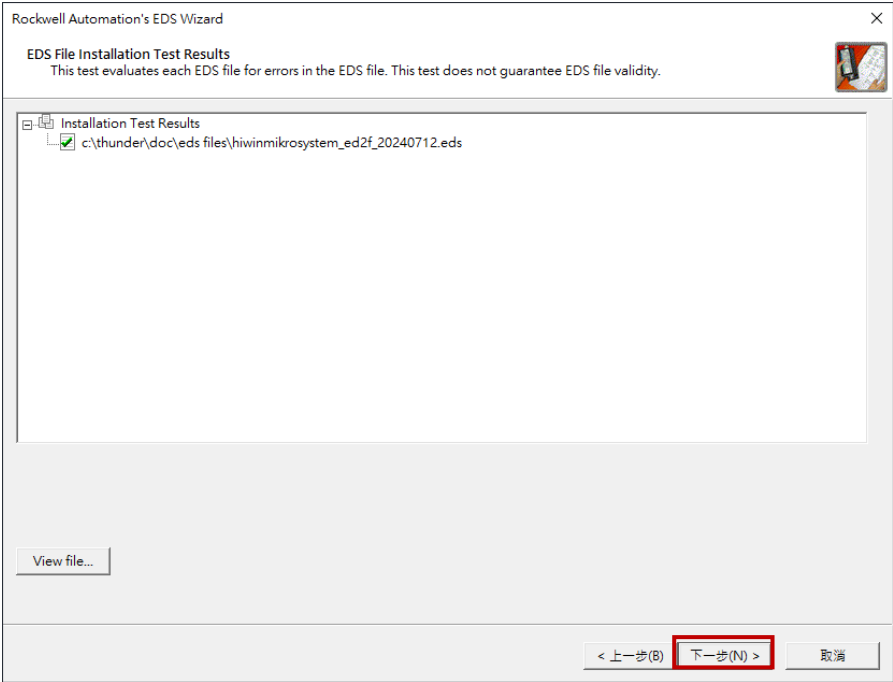 Rockwell Automation's EDS Wizard
EDS File Installation Test Results
This test evaluates each EDS file for errors in the EDS file. This test does not guarantee EDS file validity.
Installation Test Results
c:\thunder\doc\eds files\hiwinmikrosystem_ed2f_20240712.eds
View file...
< 上一步(B) 下一步(N) > 取消